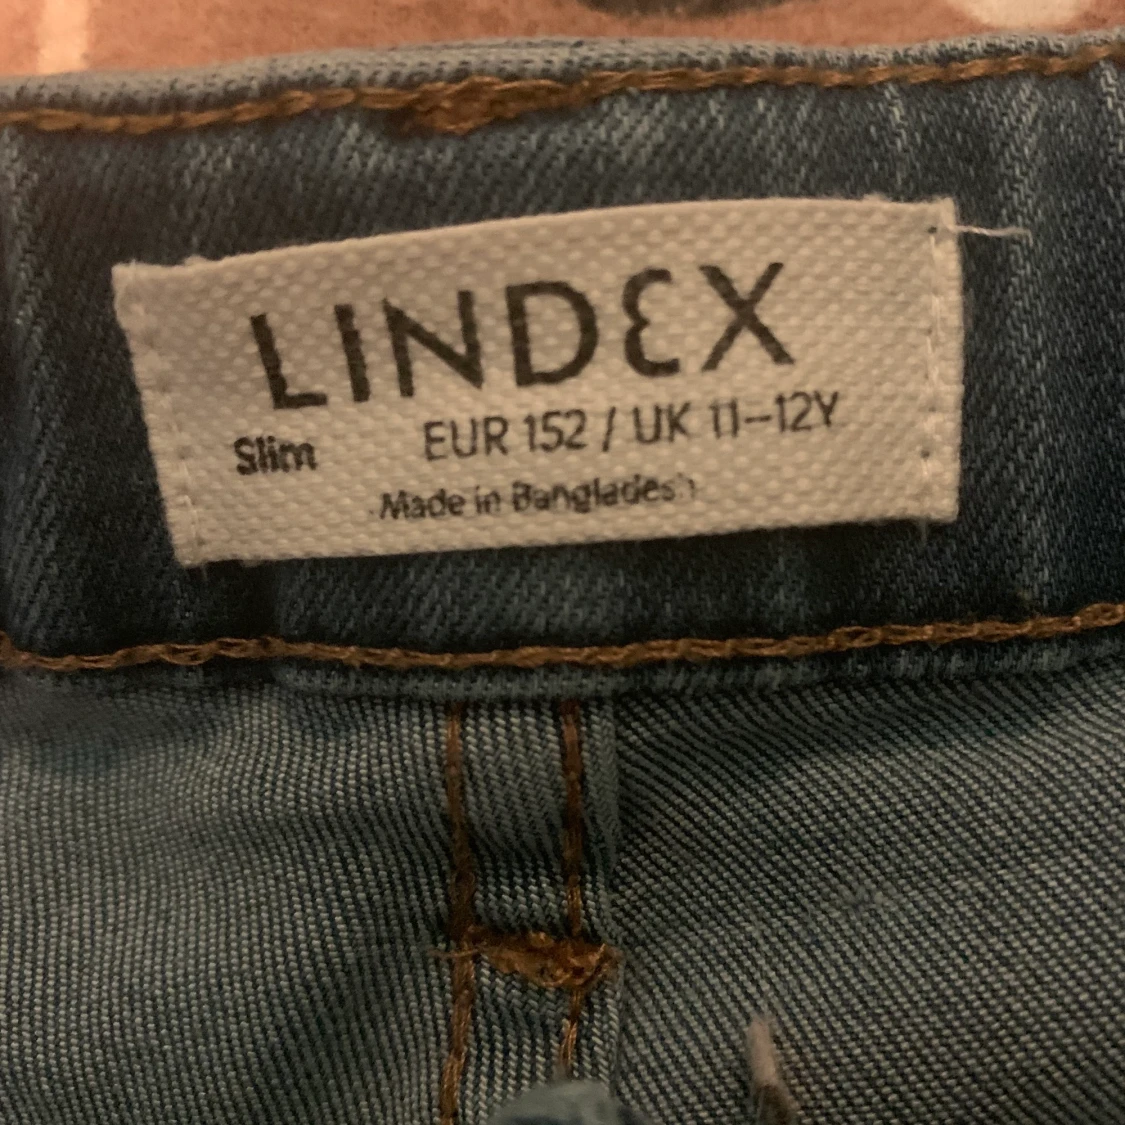 LINDEX
Slim EUR 152 / UK 11–12Y
Made in Bangladesh